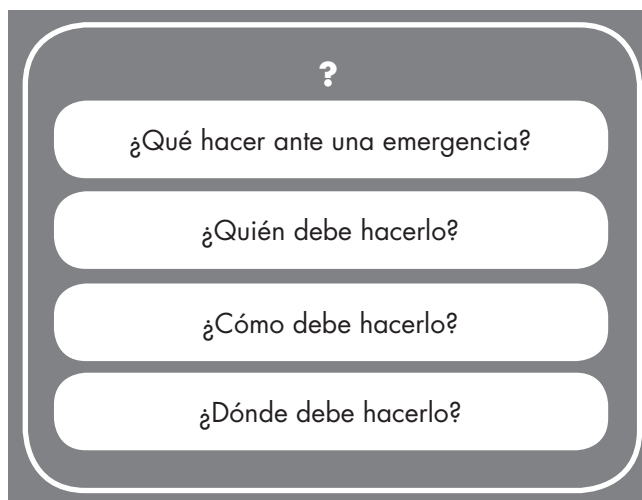 ?
¿Qué hacer ante una emergencia?
¿Quién debe hacerlo?
¿Cómo debe hacerlo?
¿Dónde debe hacerlo?